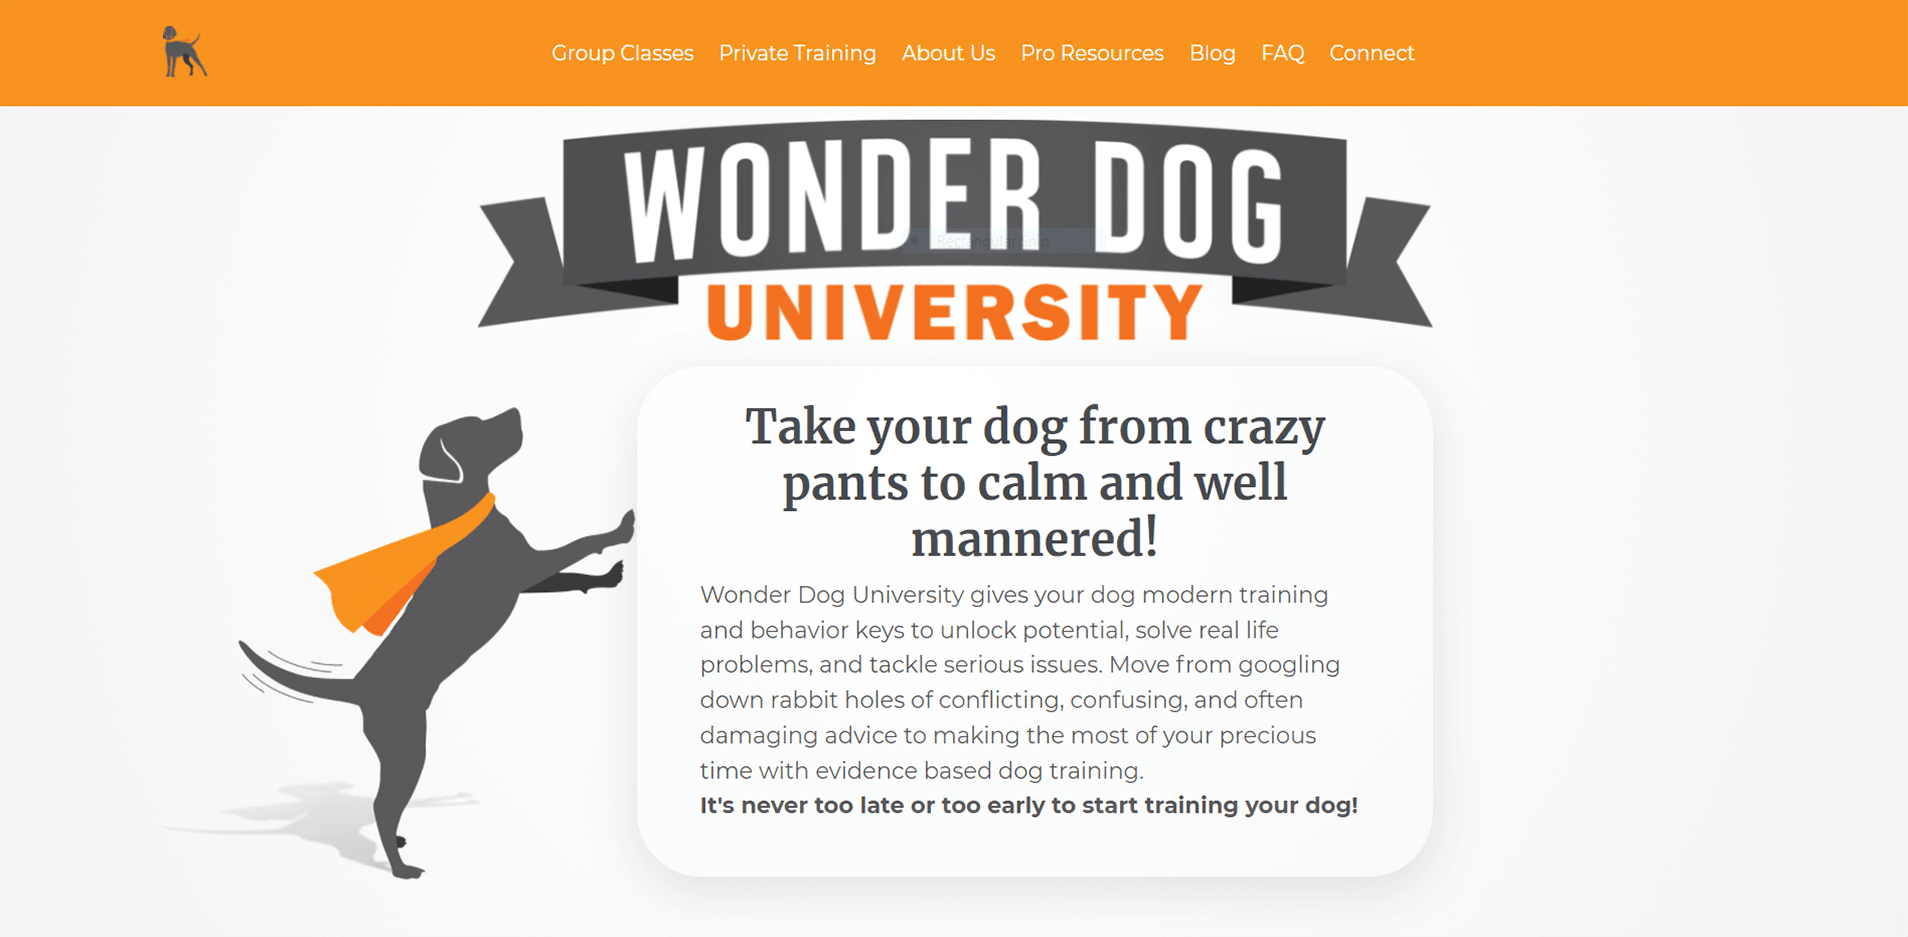 Group Classes Private Training About Us Pro Resources Blog FAQ Connect
WONDER DOG
Rectangular Snip
UNIVERSITY
Take your dog from crazy
pants to calm and well
mannered!
Wonder Dog University gives your dog modern training
and behavior keys to unlock potential, solve real life
problems, and tackle serious issues. Move from googling
down rabbit holes of conflicting, confusing, and often
damaging advice to making the most of your precious
time with evidence based dog training.
It's never too late or too early to start training your dog!